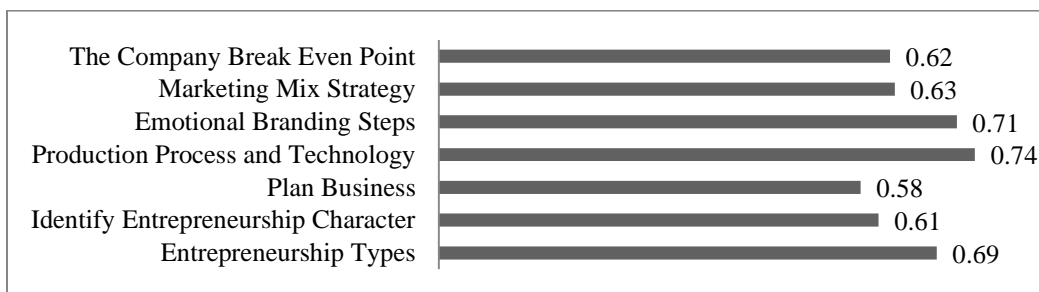 The Company Break Even Point 0.62
Marketing Mix Strategy 0.63
Emotional Branding Steps 0.71
Production Process and Technology 0.74
Plan Business 0.58
Identify Entrepreneurship Character 0.61
Entrepreneurship Types 0.69